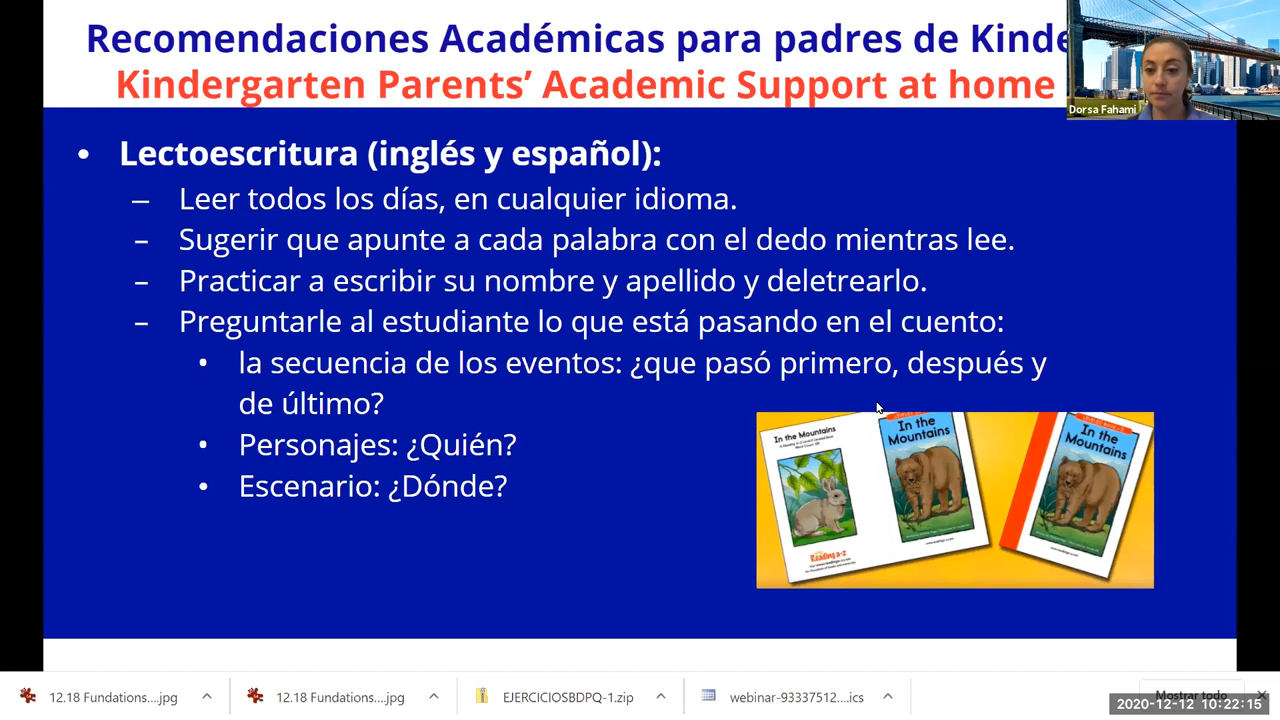 Recomendaciones Académicas para padres de Kinde
Kindergarten Parents’ Academic Support at home
Dorsa Fahami
• Lectoescritura (inglés y español):
– Leer todos los días, en cualquier idioma.
– Sugerir que apunte a cada palabra con el dedo mientras lee.
– Practicar a escribir su nombre y apellido y deletrearlo.
– Preguntarle al estudiante lo que está pasando en el cuento:
• la secuencia de los eventos: ¿que pasó primero, después y
de último?
• Personajes: ¿Quién?
• Escenario: ¿Dónde?
In the Mountains
Reading a-z
In the
Mountains
In the
Mountains
12.18 Fundations....jpg
12.18 Fundations....jpg
EJERCICIOSBDPQ-1.zip
webinar-93337512....ics
Mostrar todo
2020-12-12 10:22:15